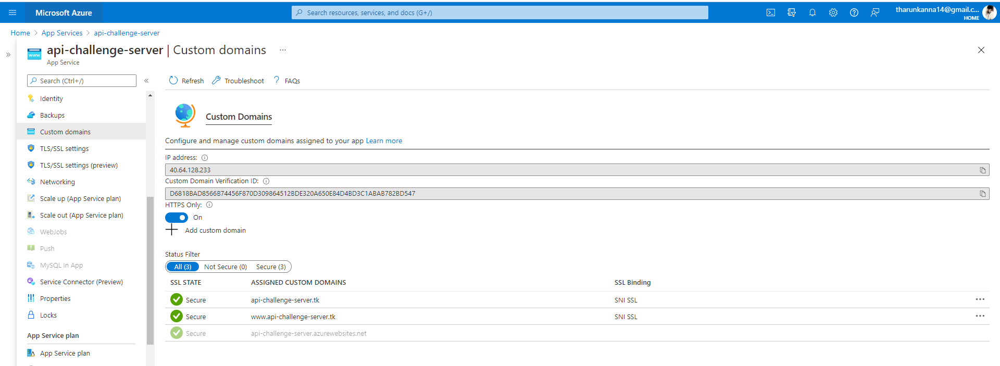 Microsoft Azure
Search resources, services, and docs (G+/)
tharunkanna14@gmail.c...
HOME
Home > App Services > api-challenge-server
api-challenge-server | Custom domains ...
App Service
Search (Ctrl+/)
Identity
Backups
Custom domains
TLS/SSL settings
TLS/SSL settings (preview)
Networking
Scale up (App Service plan)
Scale out (App Service plan)
WebJobs
Push
MySQL In App
Service Connector (Preview)
Properties
Locks
App Service plan
App Service plan
Refresh Troubleshoot FAQs
Custom Domains
Configure and manage custom domains assigned to your app Learn more
IP address:
40.64.128.233
Custom Domain Verification ID:
D6818BAD8566B74456F870D309864512BDE320A650E84D4BD3C1ABAB782BD547
HTTPS Only:
On
Add custom domain
Status Filter
All (3) Not Secure (0) Secure (3)
SSL STATE ASSIGNED CUSTOM DOMAINS SSL Binding
Secure api-challenge-server.tk SNI SSL
Secure www.api-challenge-server.tk SNI SSL
Secure api-challenge-server.azurewebsites.net